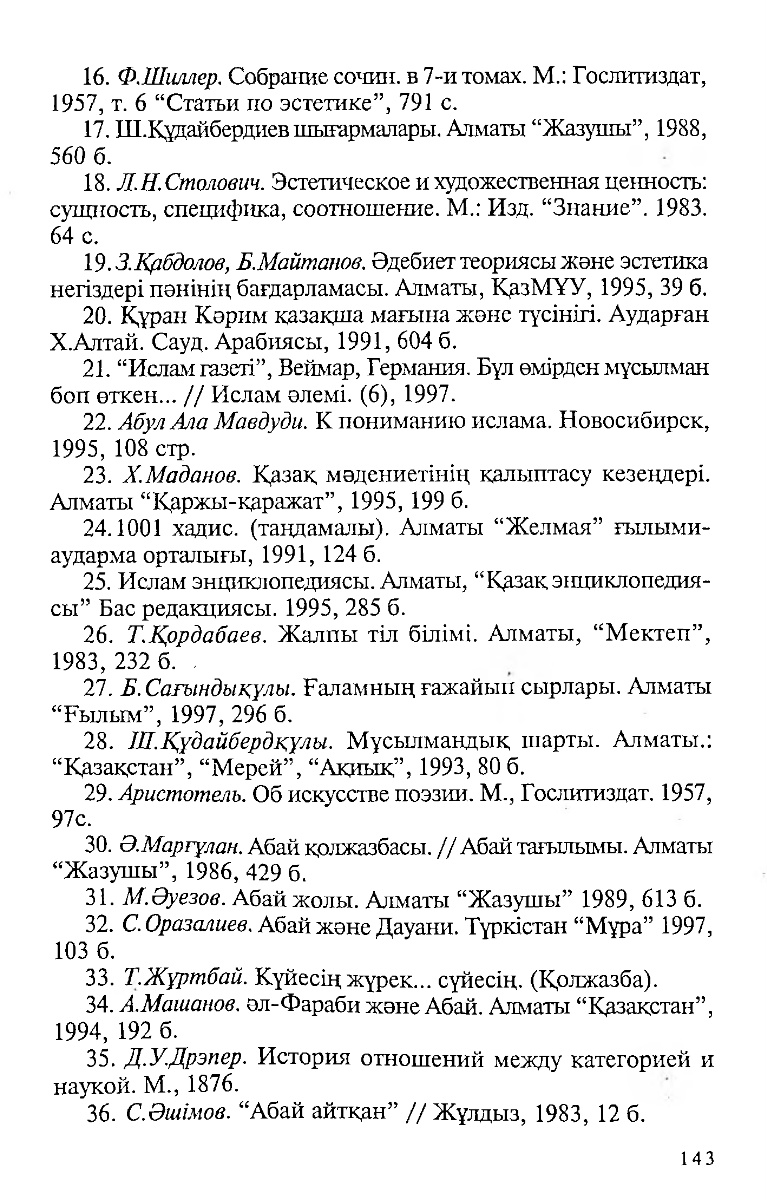 16. Ф.Шиллер. Собрание сочин. в 7-и томах. М.: Гослитиздат,
1957, т. 6 “Статьи по эстетике”, 791 с.
17. Ш.Құдайбердиев шығармалары. Алматы “Жазушы”, 1988,
560 б.
18. Л.Н.Столович. Эстетическое и художественная ценность:
сущность, специфика, соотношение. М.: Изд. “Знание”. 1983.
64 с.
19. З.Қабдолов, Б.Майтанов. Әдебиет теориясы және эстетика
негіздері пәнінің бағдарламасы. Алматы, ҚазМҰУ, 1995, 39 б.
20. Құран Кәрим қазақша мағына және түсінігі. Аударған
Х.Алтай. Сауд. Арабиясы, 1991, 604 б.
21. “Ислам газеті”, Веймар, Германия. Бұл өмірден мұсылман
боп өткен... // Ислам әлемі. (6), 1997.
22. Абул Ала Мавдуди. К пониманию ислама. Новосибирск,
1995, 108 стр.
23. Х.Маданов. Қазақ мәдениетінің қалыптасу кезеңдері.
Алматы “Қаржы-қаражат”, 1995, 199 б.
24. 1001 хадис. (таңдамалы). Алматы “Желмая” ғылыми-
аударма орталығы, 1991, 124 б.
25. Ислам энциклопедиясы. Алматы, “Қазақ энциклопедия-
сы” Бас редакциясы. 1995, 285 б.
26. Т.Қордабаев. Жалпы тіл білімі. Алматы, “Мектеп”,
1983, 232 б.
27. Б.Сағындықұлы. Ғаламның ғажайып сырлары. Алматы
“Ғылым”, 1997, 296 б.
28. Ш.Құдайбердқұлы. Мұсылмандық шарты. Алматы.:
“Қазақстан”, “Мерей”, “Ақиық”, 1993, 80 б.
29. Аристотель. Об искусстве поэзии. М., Гослитиздат. 1957,
97с.
30. Ә.Марғұлан. Абай қолжазбасы. // Абай тағылымы. Алматы
“Жазушы”, 1986, 429 б.
31. М.Әуезов. Абай жолы. Алматы “Жазушы” 1989, 613 б.
32. С.Оразалиев. Абай және Дауани. Түркістан “Мұра” 1997,
103 б.
33. Т.Жұртбай. Күйесің жүрек... сүйесің. (Қолжазба).
34. А.Машанов. әл-Фараби және Абай. Алматы “Қазақстан”,
1994, 192 б.
35. Д.У.Дрэпер. История отношений между категорией и
наукой. М., 1876.
36. С.Әшімов. “Абай айтқан” // Жұлдыз, 1983, 12 б.
143